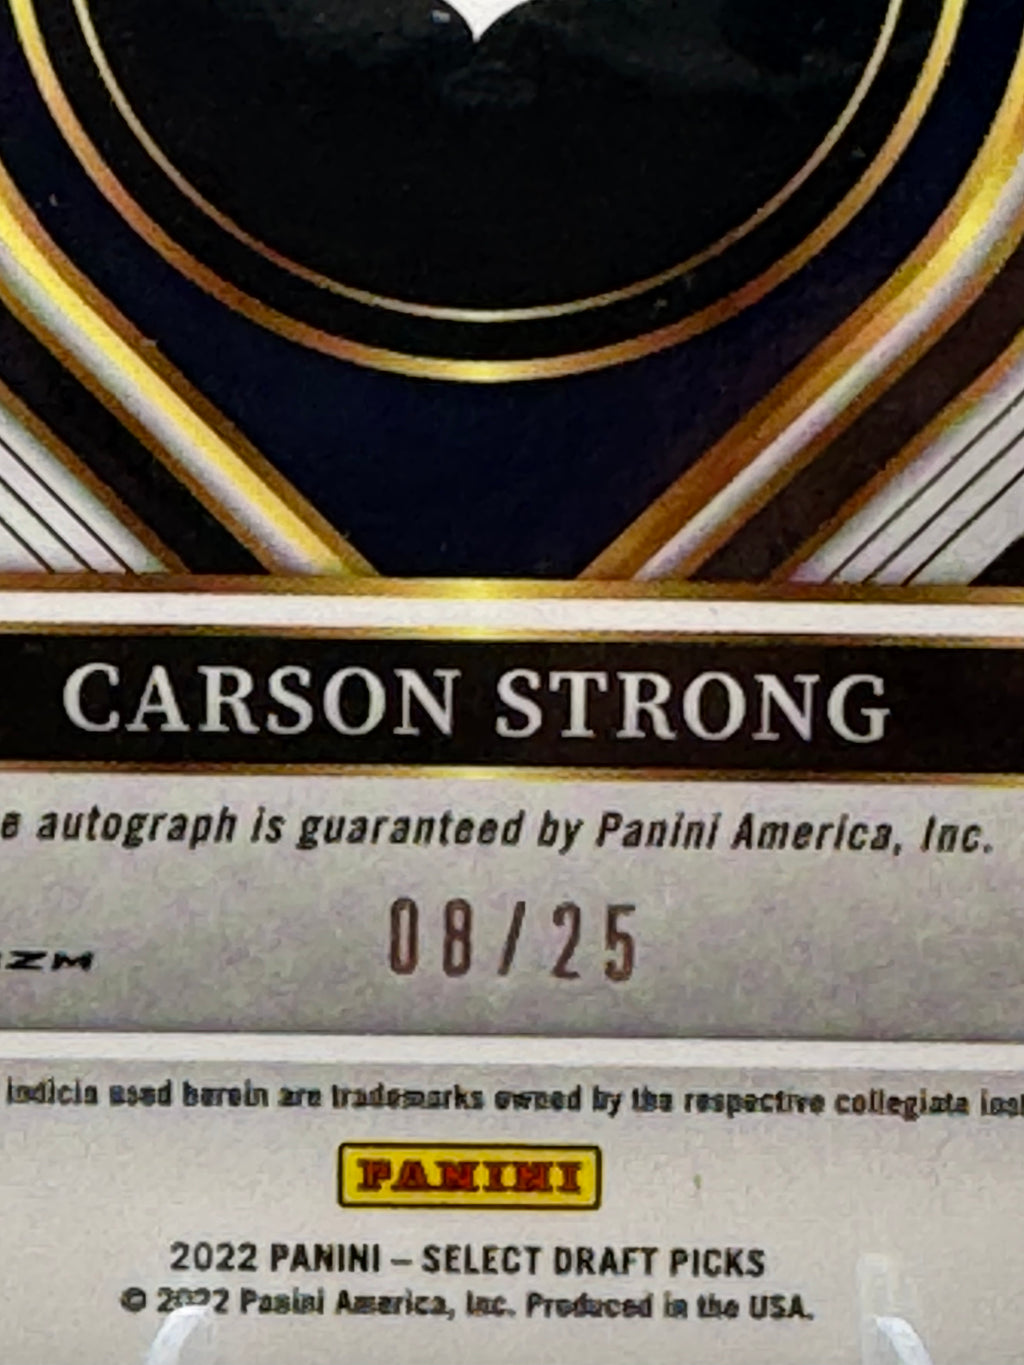 CARSON STRONG
autograph is guaranteed by Panini America, Inc.
08/25
indicia used herein are trademarks owned by the respective collegiate
PANINI
2022 PANINI – SELECT DRAFT PICKS
© 2022 Panini America, Inc. Produced in the USA.